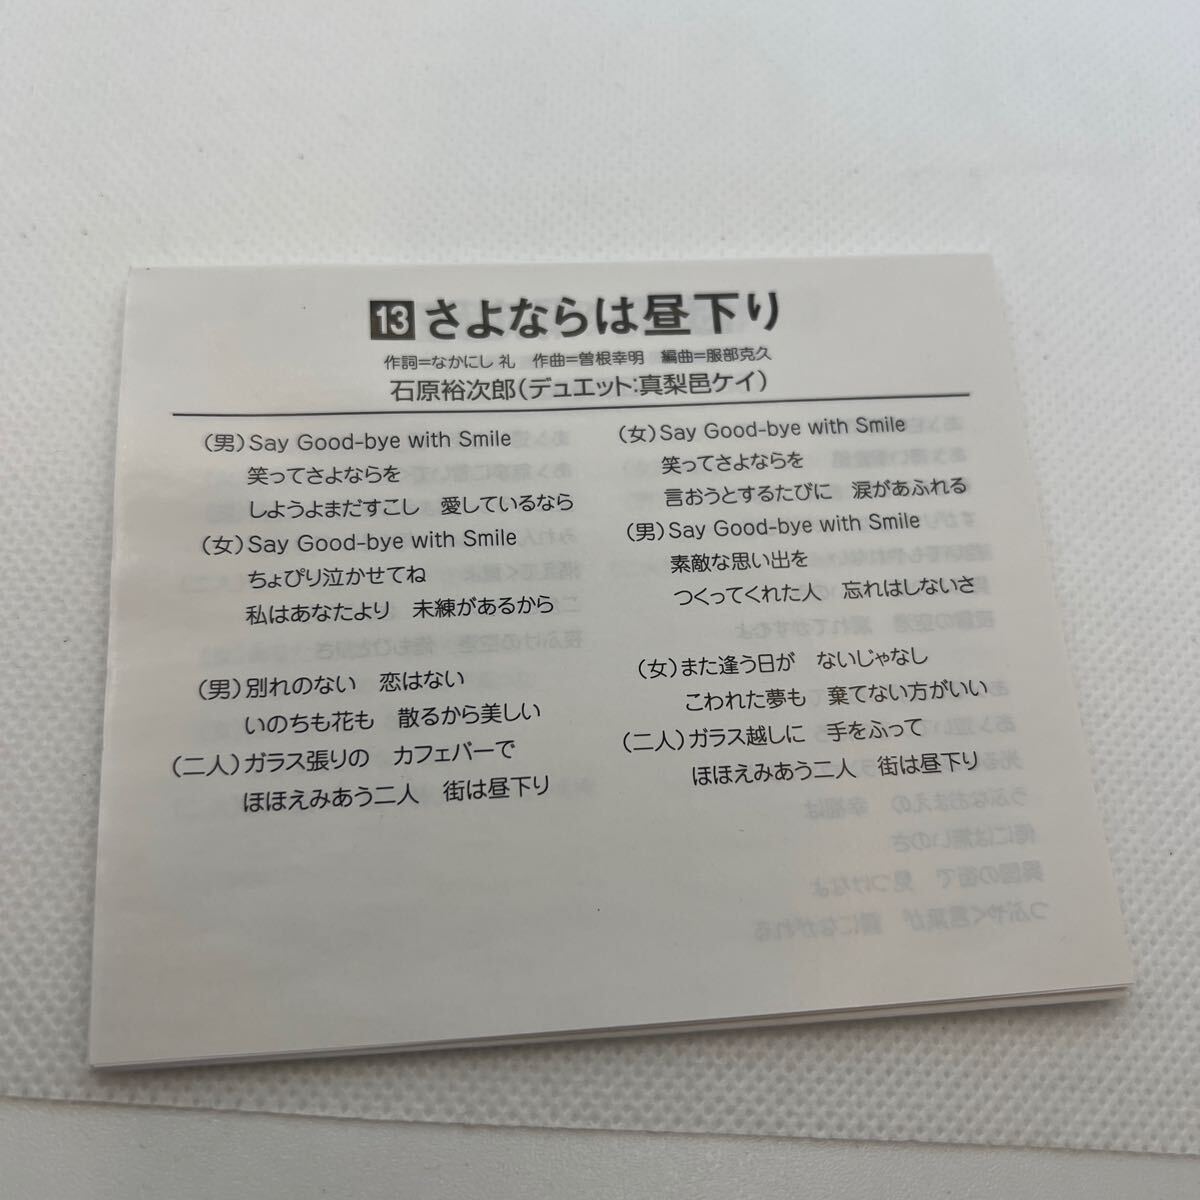 13 さよならは昼下り
作詞=なかにし 礼　作曲=曽根幸明　編曲=服部克久
石原裕次郎(デュエット:真梨邑ケイ)
(男)Say Good-bye with Smile
笑ってさよならを
しようよまだすこし　愛しているなら
(女)Say Good-bye with Smile
ちょぴり泣かせてね
私はあなたより　未練があるから
(男)別れのない　恋はない
いのちも花も　散るから美しい
(二人)ガラス張りの　カフェバーで
ほほえみあう二人　街は昼下り
(女)Say Good-bye with Smile
笑ってさよならを
言おうとするたびに　涙があふれる
(男)Say Good-bye with Smile
素敵な思い出を
つくってくれた人　忘れはしないさ
(女)また逢う日が　ないじゃなし
こわれた夢も　棄てない方がいい
(二人)ガラス越しに　手をふって
ほほえみあう二人　街は昼下り